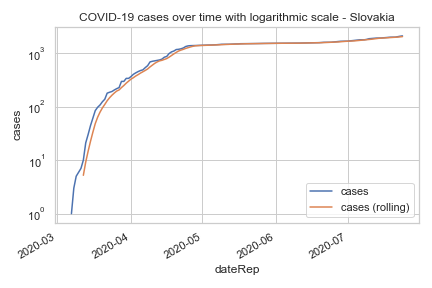 COVID-19 cases over time with logarithmic scale - Slovakia
cases
10³
10²
10¹
10⁰
2020-03
2020-04
2020-05
2020-06
2020-07
dateRep
cases
cases (rolling)